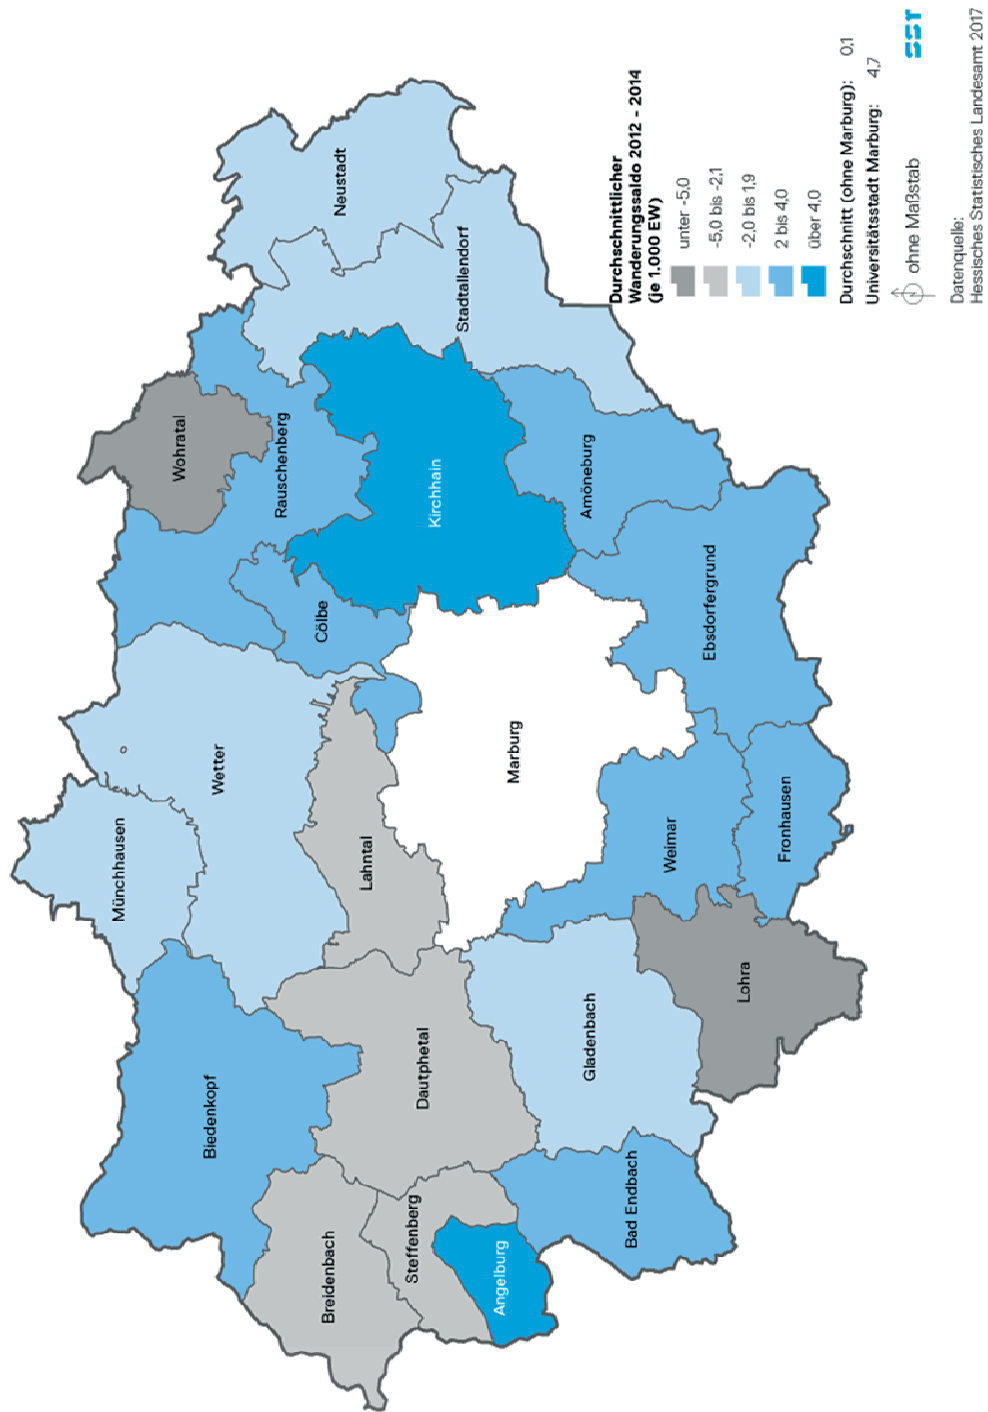 Münchhausen
Wetter
Biedenkopf
Wohratal
Rauschenberg
Cölbe
Neustadt
Stadtallendorf
Kirchhain
Lahntal
Breidenbach
Steffenberg
Dautphetal
Angelburg
Marburg
Amöneburg
Gladenbach
Bad Endbach
Weimar
Ebsdorfergrund
Lohra
Fronhausen
Durchschnittlicher
Wanderungssaldo 2012 - 2014
(je 1.000 EW)
unter -5,0
-5,0 bis -2,1
-2,0 bis 1,9
2 bis 4,0
über 4,0
Durchschnitt (ohne Marburg): 0,1
Universitätsstadt Marburg: 4,7
ohne Maßstab
Datenquelle:
Hessisches Statistisches Landesamt 2017